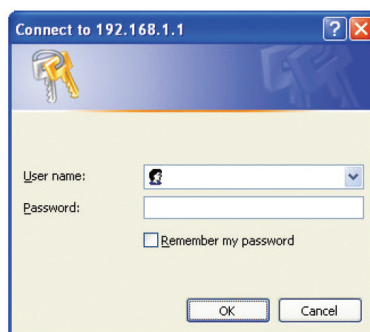 Connect to 192.168.1.1
User name:
Password:
Remember my password
OK
Cancel